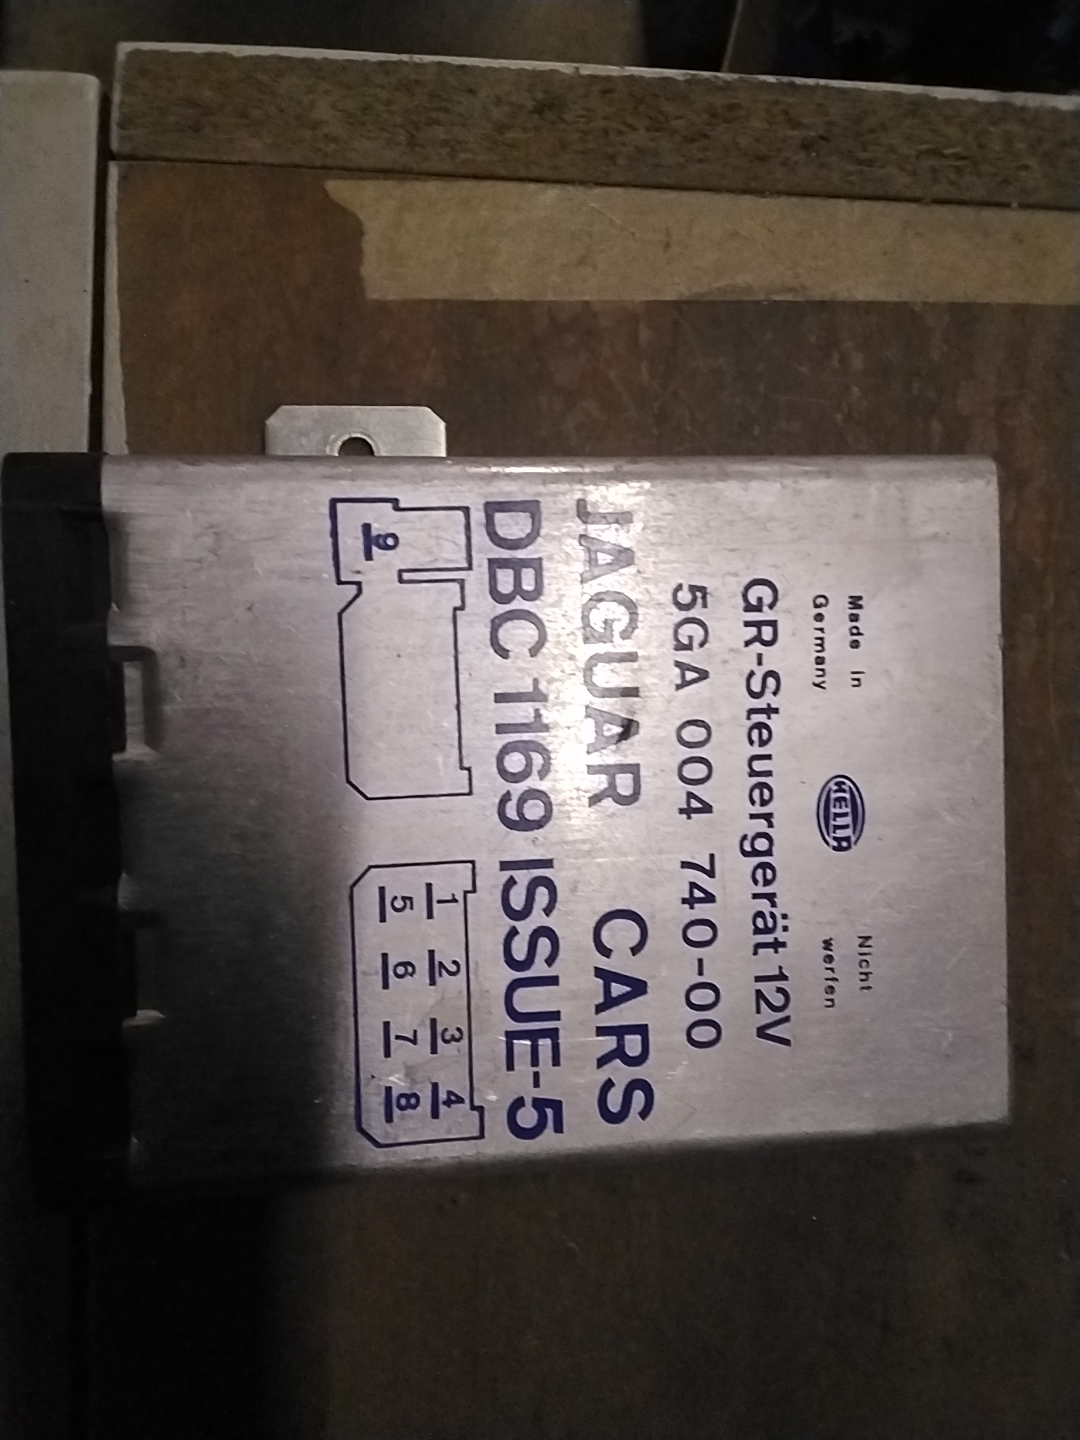 Made in
Germany
HELLA
Nicht
werfen
GR-Steuergerät 12V
5GA 004 740-00
JAGUAR CARS
DBC 1169 ISSUE-5
9
1 2 3 4
5 6 7 8